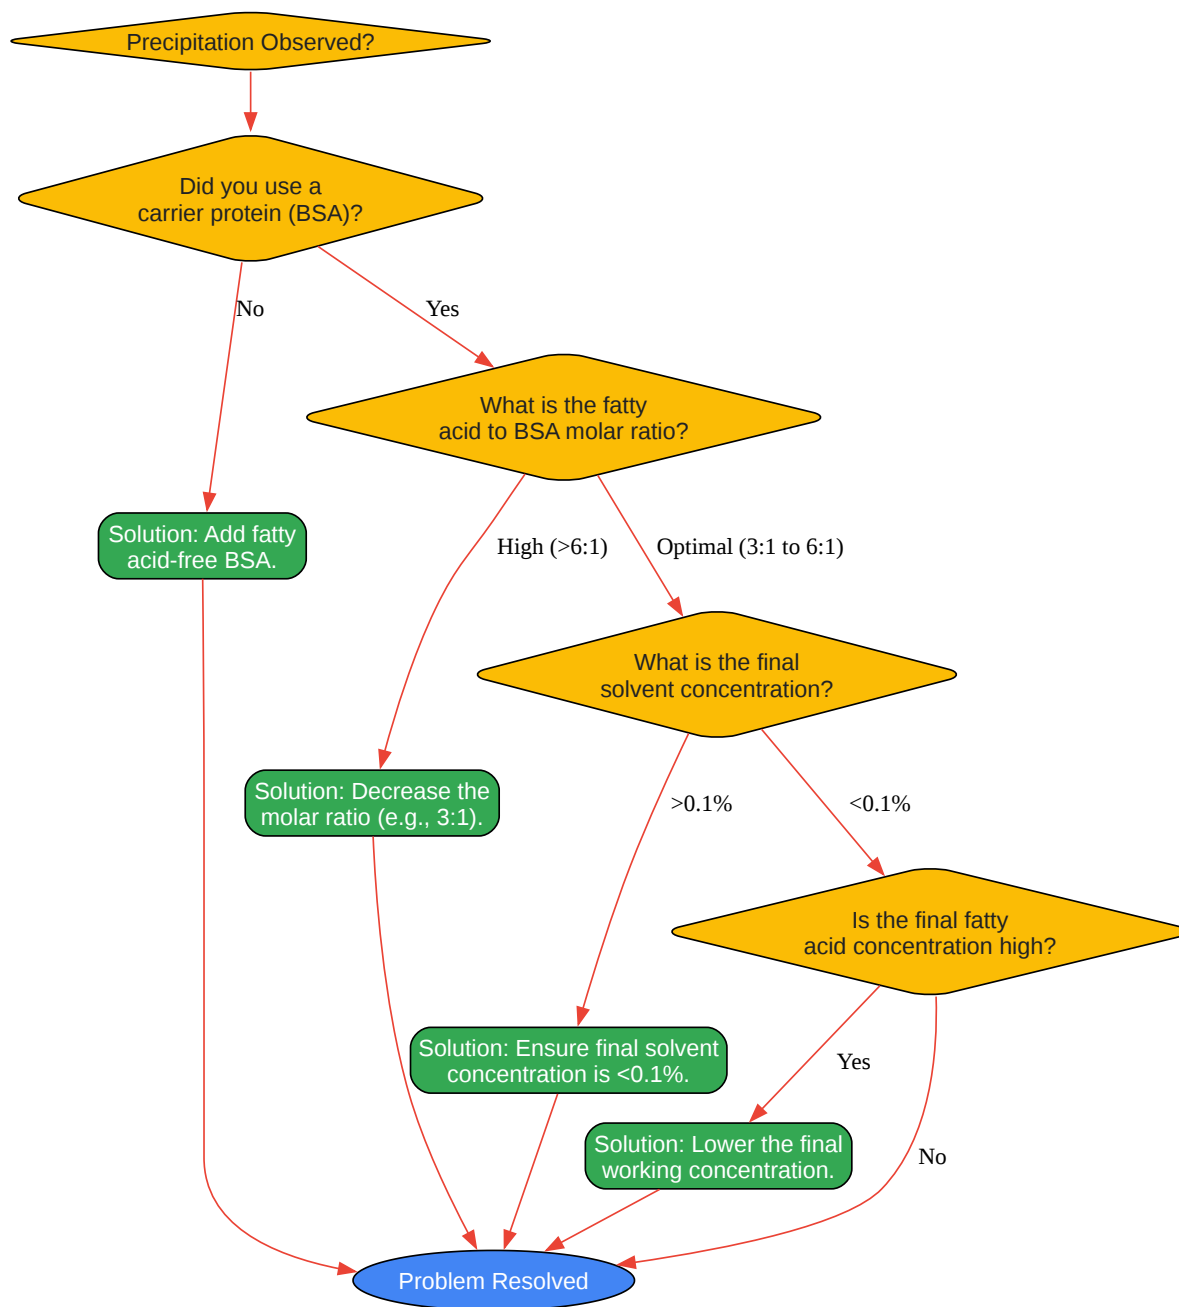 Precipitation Observed?
Did you use a
carrier protein (BSA)?
No
Yes
What is the fatty
acid to BSA molar ratio?
Solution: Add fatty
acid-free BSA.
High (>6:1)
Optimal (3:1 to 6:1)
What is the final
solvent concentration?
Solution: Decrease the
molar ratio (e.g., 3:1).
>0.1%
<0.1%
Is the final fatty
acid concentration high?
Solution: Ensure final solvent
concentration is <0.1%.
Yes
Solution: Lower the final
working concentration.
No
Problem Resolved